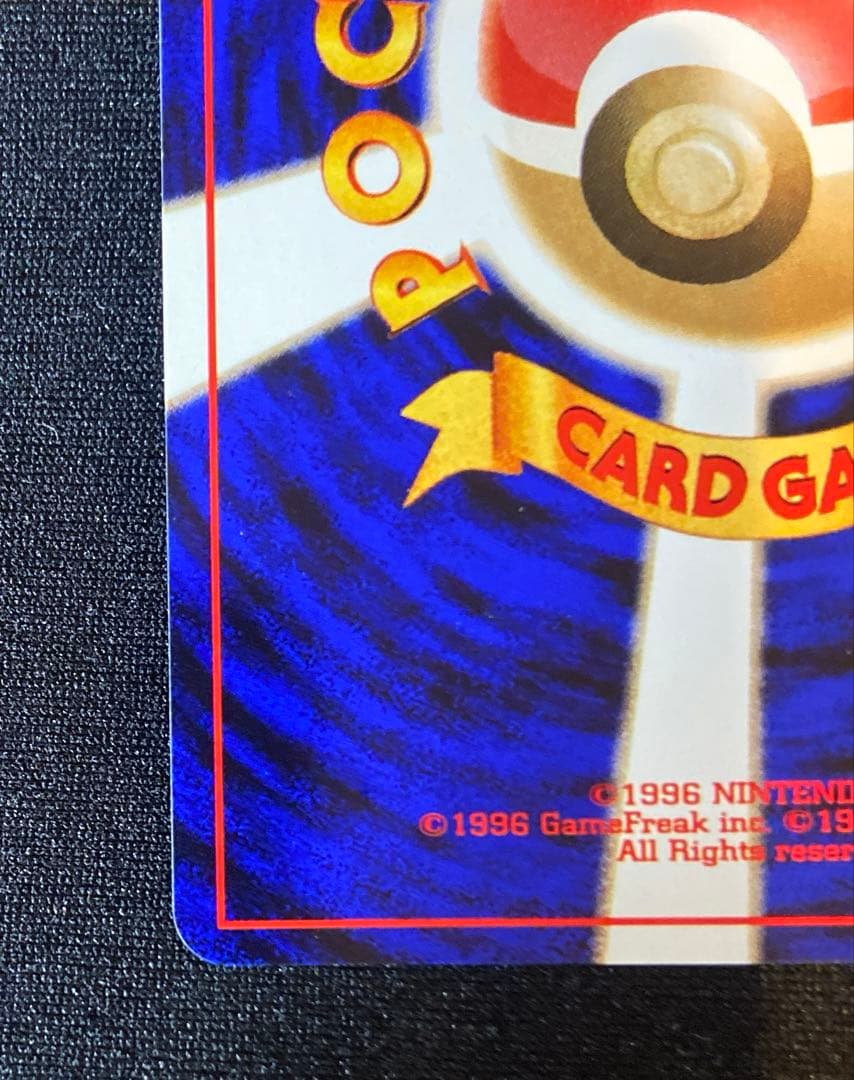 POC
CARD GA
©1996 NINTEND
©1996 GameFreak inc. ©19
All Rights reser